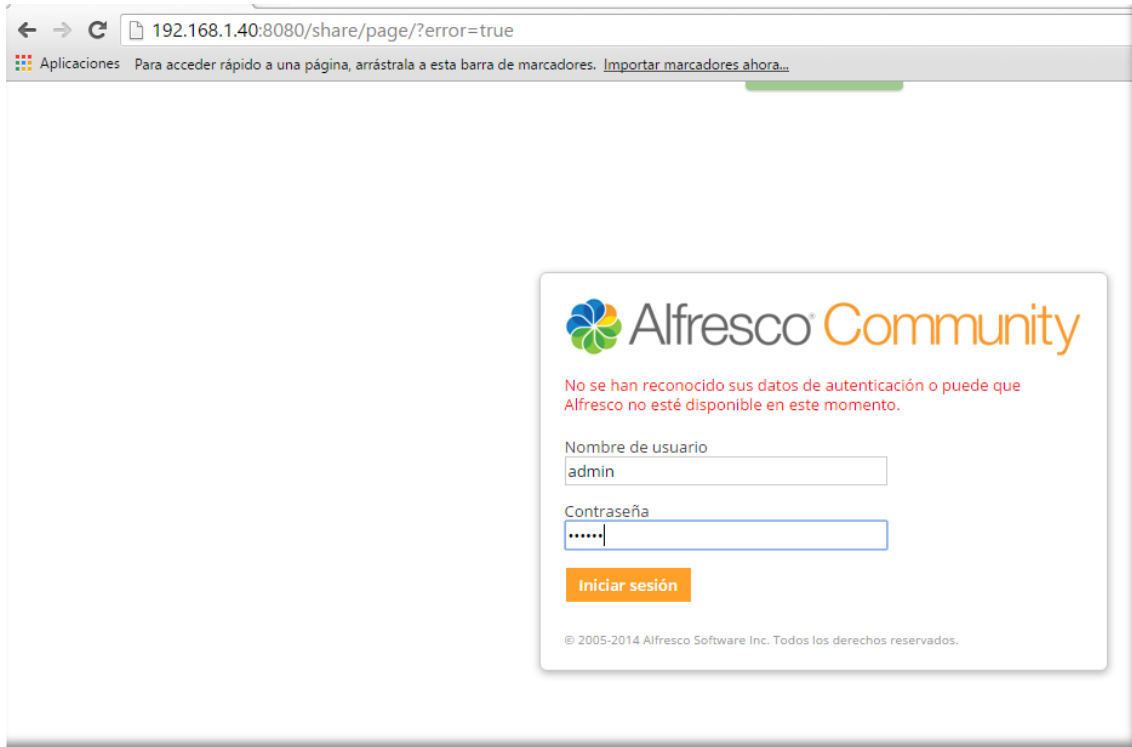 192.168.1.40:8080/share/page/?error=true
Aplicaciones Para acceder rápido a una página, arrástrala a esta barra de marcadores. Importar marcadores ahora...
Alfresco® Community
No se han reconocido sus datos de autenticación o puede que
Alfresco no esté disponible en este momento.
Nombre de usuario
admin
Contraseña
••••••
Iniciar sesión
© 2005-2014 Alfresco Software Inc. Todos los derechos reservados.